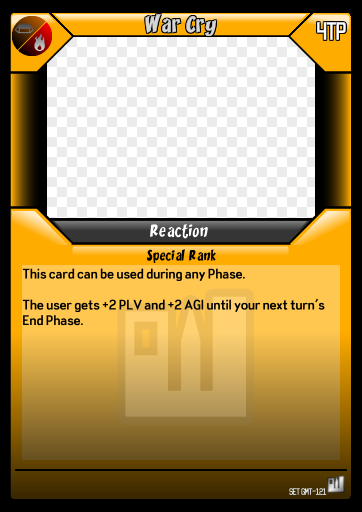 War Cry
4TP
Reaction
Special Rank
This card can be used during any Phase.
The user gets +2 PLV and +2 AGI until your next turn's
End Phase.
SET GMT-121